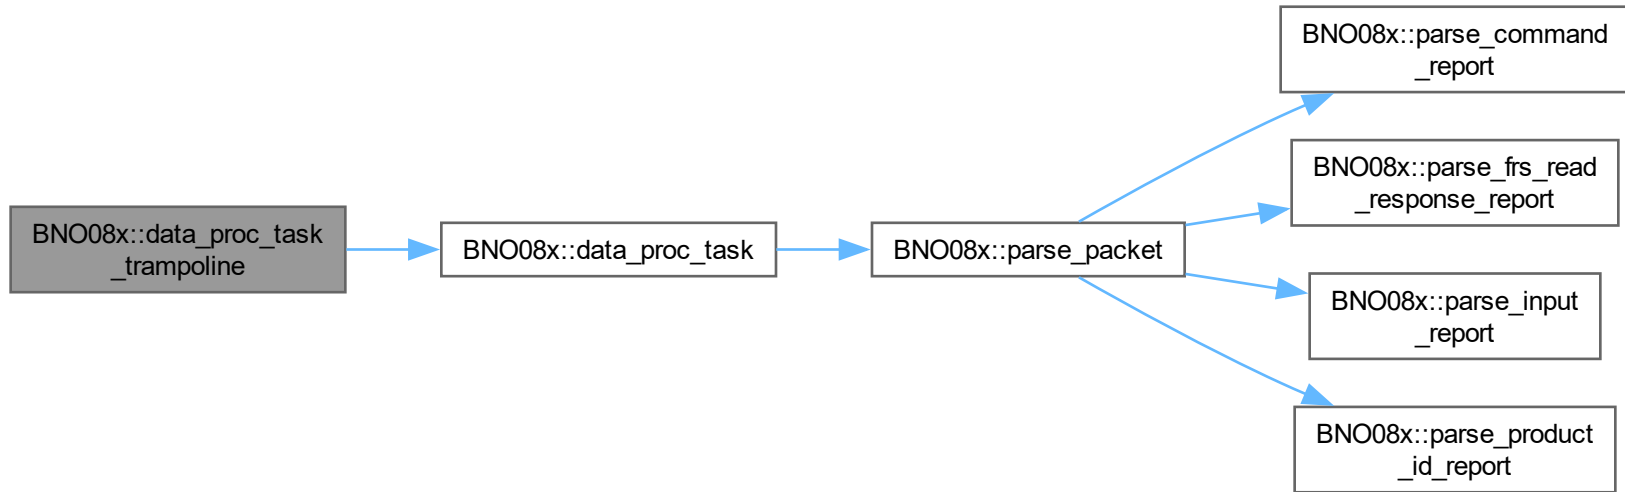 BNO08x::data_proc_task
_trampoline
BNO08x::data_proc_task
BNO08x::parse_packet
BNO08x::parse_command
_report
BNO08x::parse_frs_read
_response_report
BNO08x::parse_input
_report
BNO08x::parse_product
_id_report